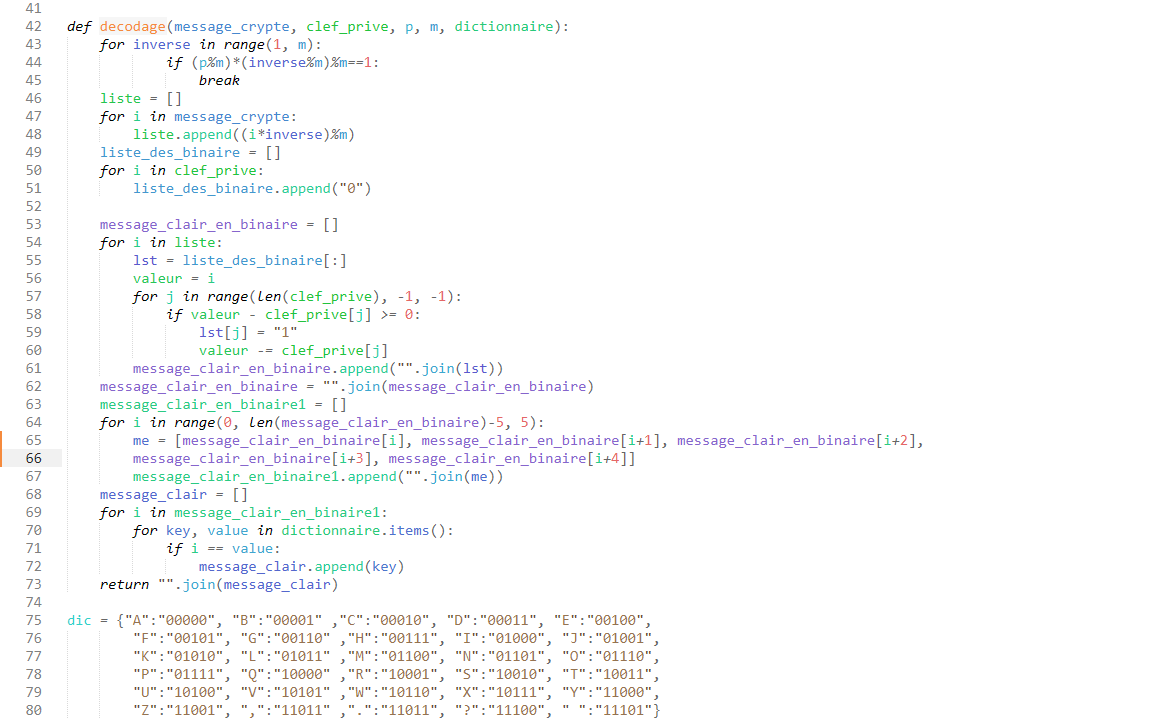 41
42 def decodage(message_crypte, clef_prive, p, m, dictionnaire):
43 for inverse in range(1, m):
44 if (p%m)*(inverse%m)%m==1:
45 break
46 liste = []
47 for i in message_crypte:
48 liste.append((i*inverse)%m)
49 liste_des_binaire = []
50 for i in clef_prive:
51 liste_des_binaire.append("0")
52
53 message_clair_en_binaire = []
54 for i in liste:
55 lst = liste_des_binaire[:]
56 valeur = i
57 for j in range(len(clef_prive), -1, -1):
58 if valeur - clef_prive[j] >= 0:
59 lst[j] = "1"
60 valeur -= clef_prive[j]
61 message_clair_en_binaire.append("".join(lst))
62 message_clair_en_binaire = "".join(message_clair_en_binaire)
63 message_clair_en_binaire1 = []
64 for i in range(0, len(message_clair_en_binaire)-5, 5):
65 me = [message_clair_en_binaire[i], message_clair_en_binaire[i+1], message_clair_en_binaire[i+2],
66 message_clair_en_binaire[i+3], message_clair_en_binaire[i+4]]
67 message_clair_en_binaire1.append("".join(me))
68 message_clair = []
69 for i in message_clair_en_binaire1:
70 for key, value in dictionnaire.items():
71 if i == value:
72 message_clair.append(key)
73 return "".join(message_clair)
74
75 dic = {"A":"00000", "B":"00001" ,"C":"00010", "D":"00011", "E":"00100",
76 "F":"00101", "G":"00110" ,"H":"00111", "I":"01000", "J":"01001",
77 "K":"01010", "L":"01011" ,"M":"01100", "N":"01101", "O":"01110",
78 "P":"01111", "Q":"10000" ,"R":"10001", "S":"10010", "T":"10011",
79 "U":"10100", "V":"10101" ,"W":"10110", "X":"10111", "Y":"11000",
80 "Z":"11001", ",":"11011" ,".":"11011", "?":"11100", " ":"11101"}